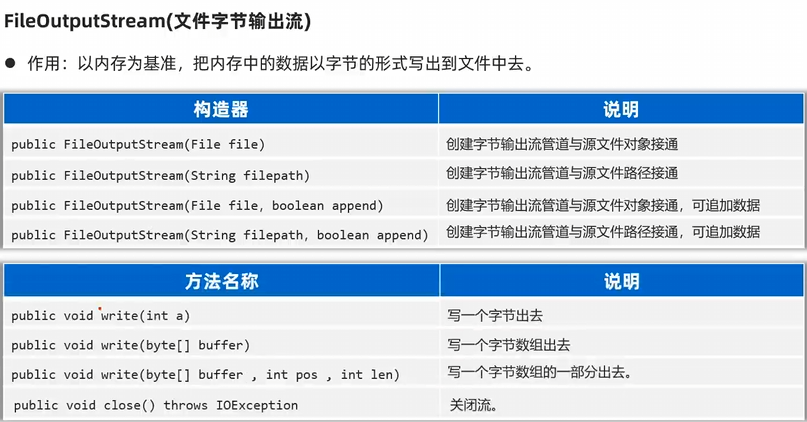 FileOutputStream(文件字节输出流)
● 作用：以内存为基准，把内存中的数据以字节的形式写出到文件中去。
构造器 说明
public FileOutputStream(File file) 创建字节输出流管道与源文件对象接通
public FileOutputStream(String filepath) 创建字节输出流管道与源文件路径接通
public FileOutputStream(File file, boolean append) 创建字节输出流管道与源文件对象接通，可追加数据
public FileOutputStream(String filepath, boolean append) 创建字节输出流管道与源文件路径接通，可追加数据
方法名称 说明
public void write(int a) 写一个字节出去
public void write(byte[] buffer) 写一个字节数组出去
public void write(byte[] buffer , int pos , int len) 写一个字节数组的一部分出去。
public void close() throws IOException 关闭流。